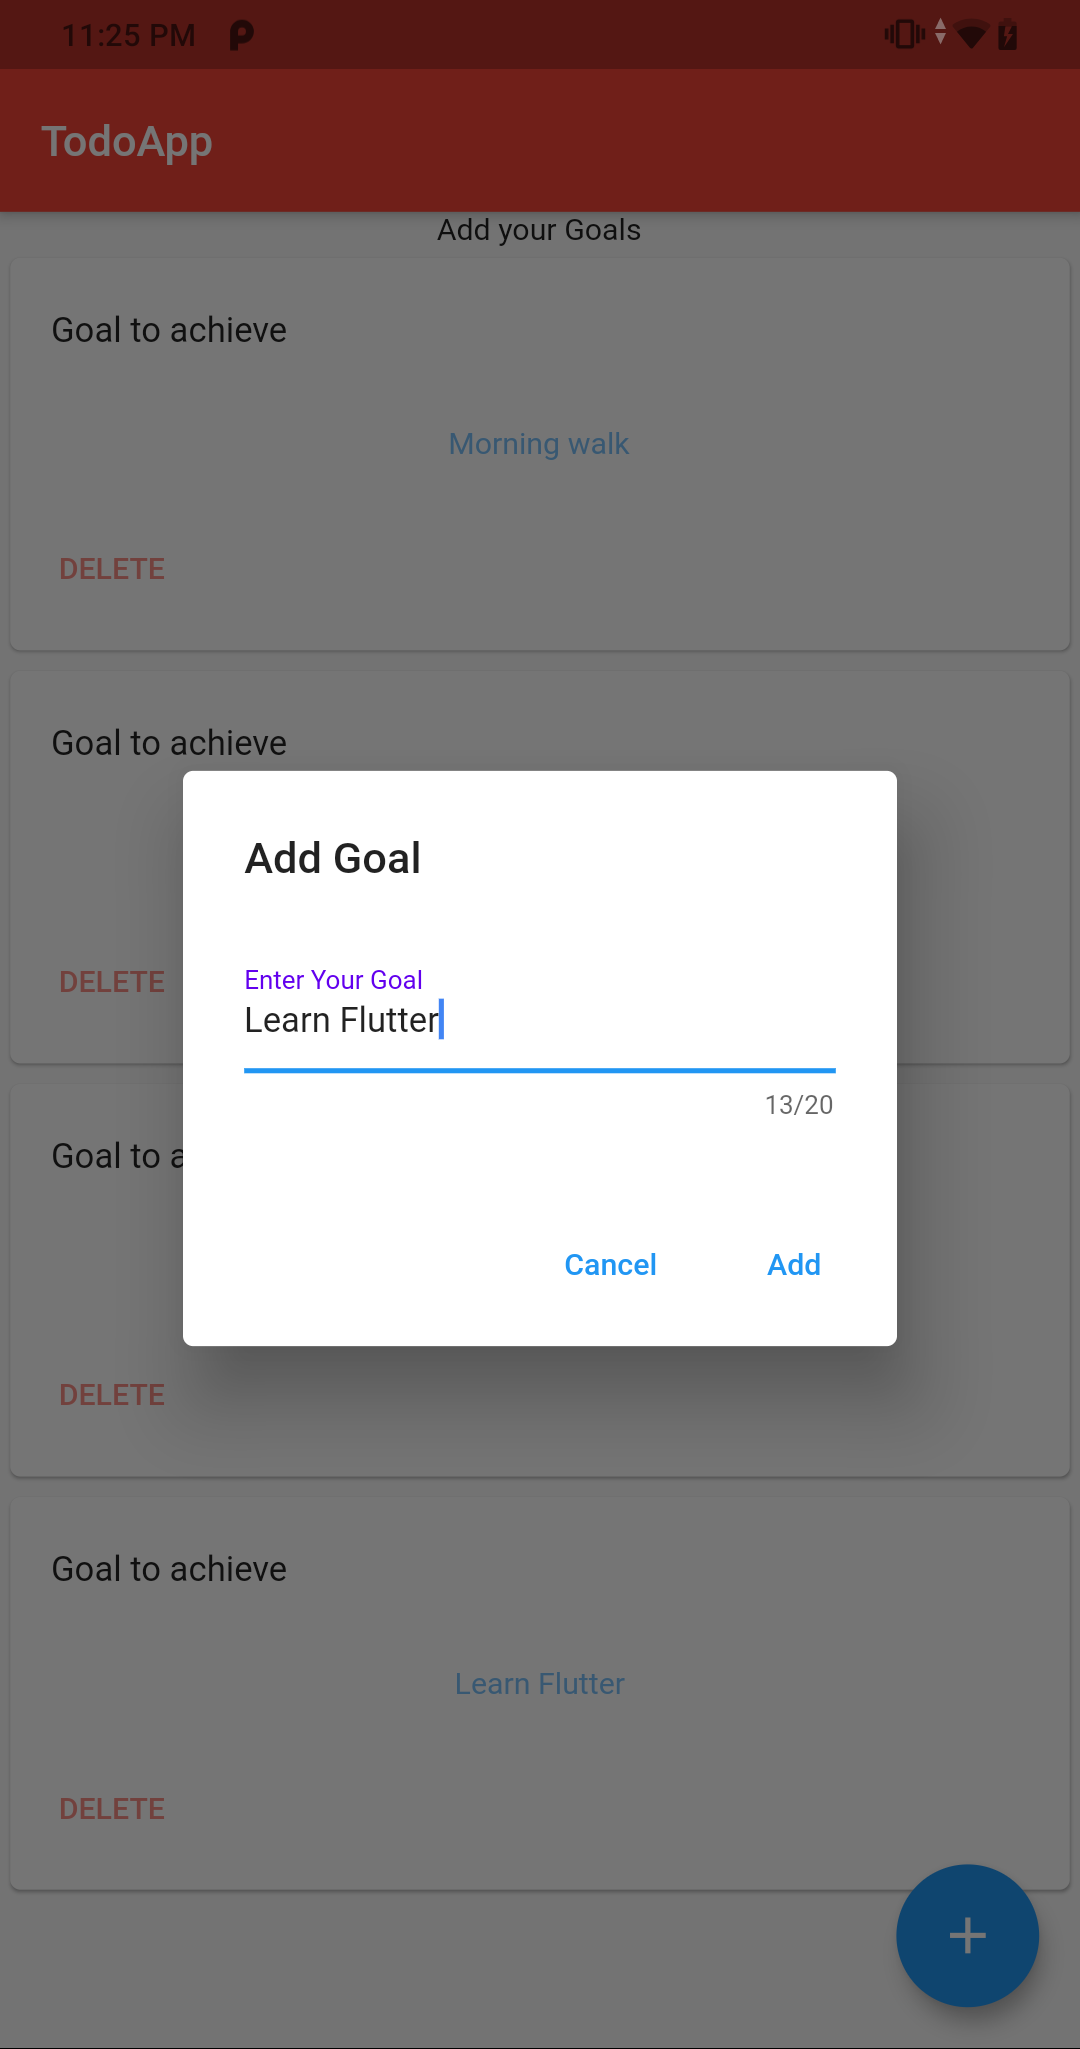 11:25 PM
TodoApp
Add your Goals
Goal to achieve
Morning walk
DELETE
Goal to achieve
DELETE
Add Goal
Enter Your Goal
Learn Flutter
13/20
Cancel Add
Goal to a
DELETE
Goal to achieve
Learn Flutter
DELETE